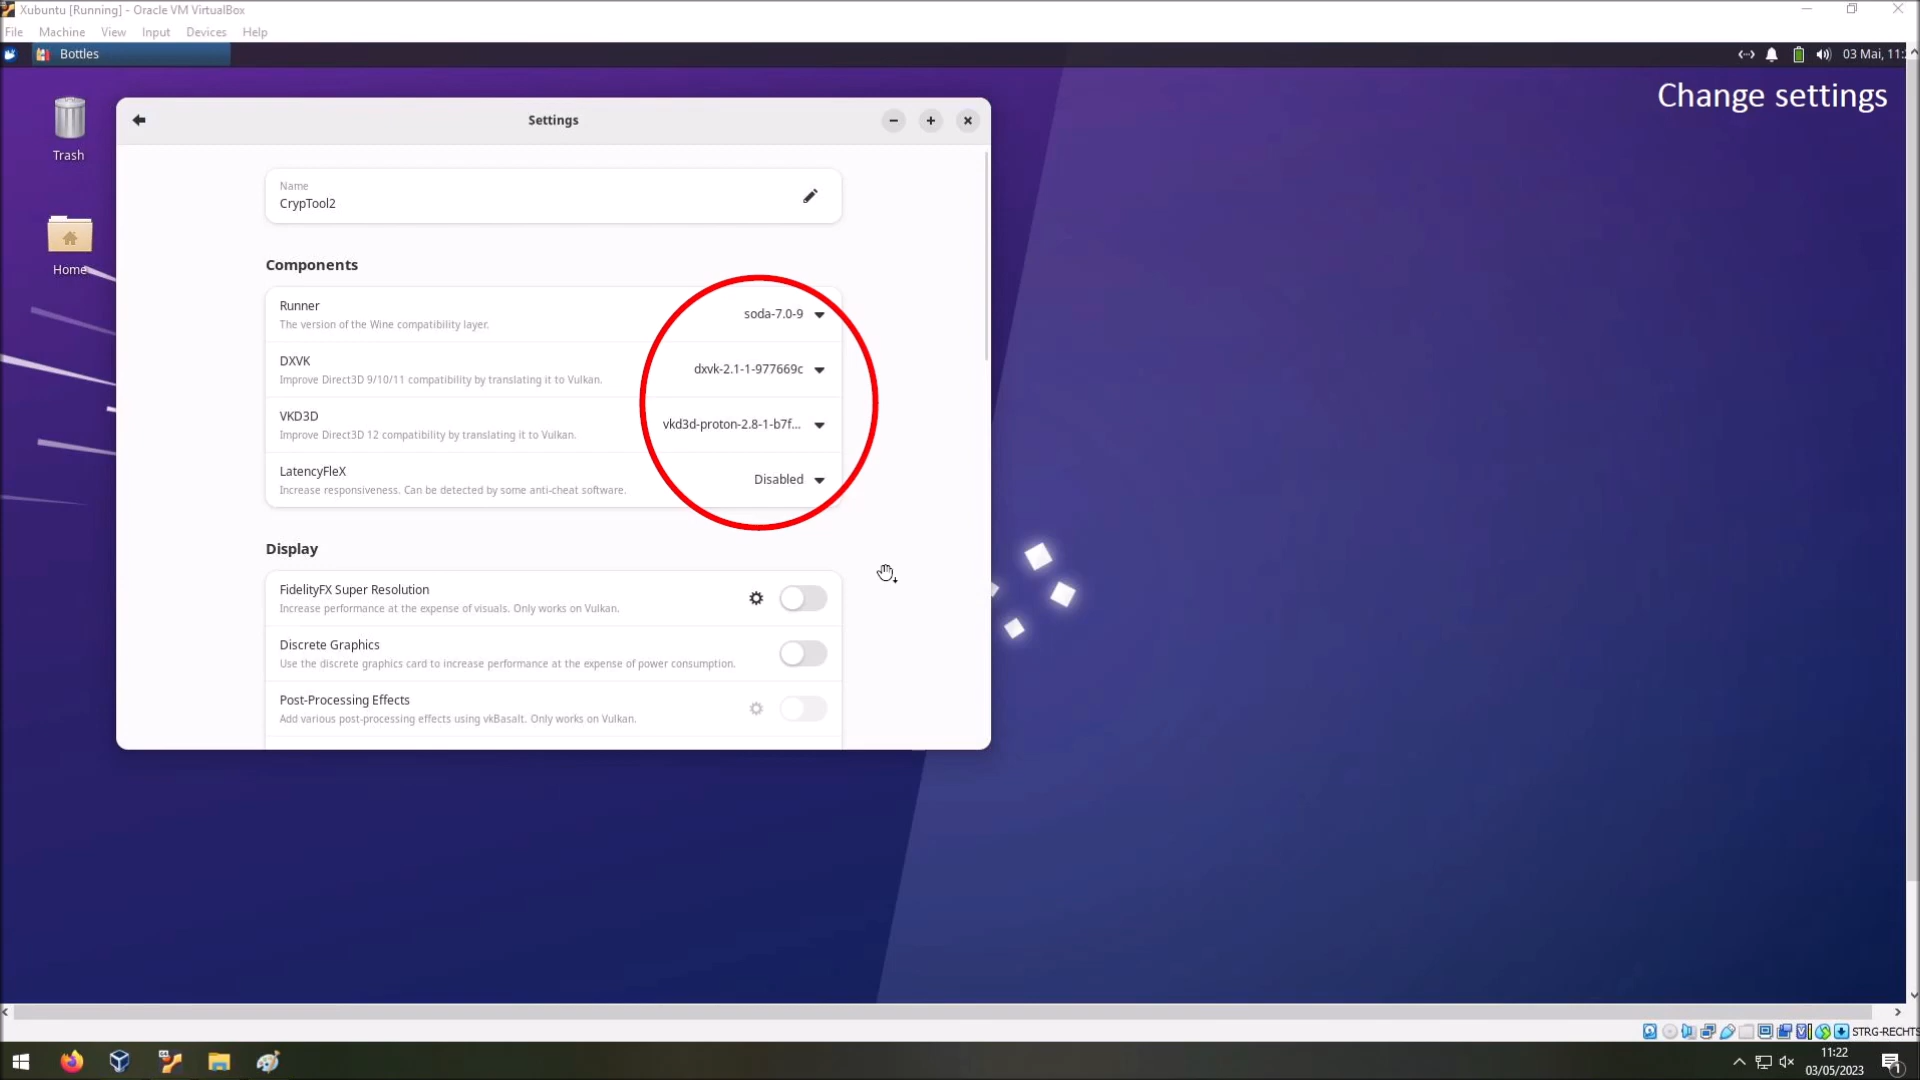 Xubuntu [Running] - Oracle VM VirtualBox
File Machine View Input Devices Help
Bottles
03 Mai, 11:
Change settings
Trash
Home
Settings
Name
CrypTool2
Components
Runner
The version of the Wine compatibility layer.
soda-7.0-9
DXVK
Improve Direct3D 9/10/11 compatibility by translating it to Vulkan.
dxvk-2.1-1-977669c
VKD3D
Improve Direct3D 12 compatibility by translating it to Vulkan.
vkd3d-proton-2.8-1-b7f...
LatencyFleX
Increase responsiveness. Can be detected by some anti-cheat software.
Disabled
Display
FidelityFX Super Resolution
Increase performance at the expense of visuals. Only works on Vulkan.
Discrete Graphics
Use the discrete graphics card to increase performance at the expense of power consumption.
Post-Processing Effects
Add various post-processing effects using vkBasalt. Only works on Vulkan.
STRG-RECHTS
11:22
03/05/2023
1